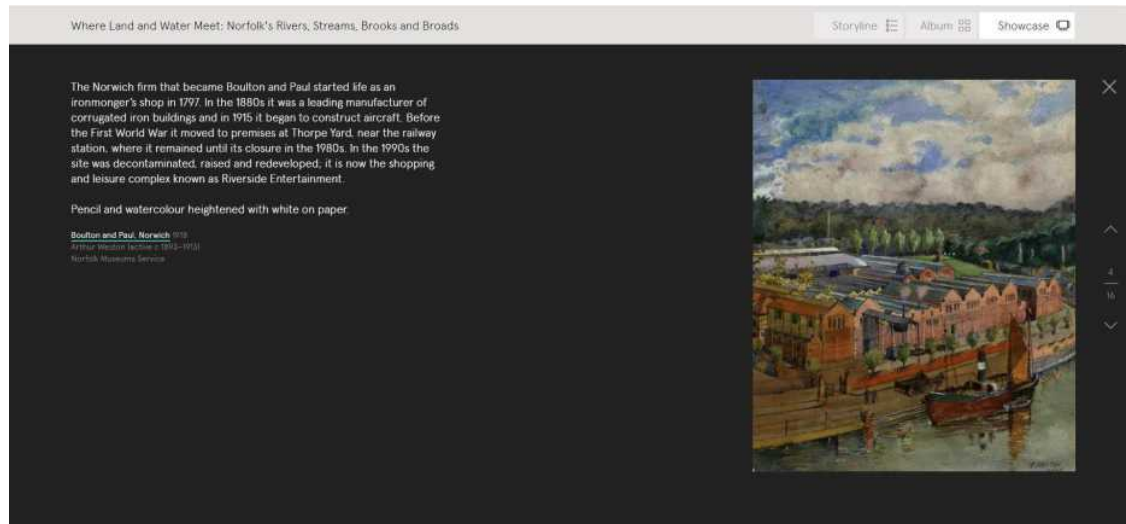 Where Land and Water Meet: Norfolk's Rivers, Streams, Brooks and Broads
Storyline
Album
Showcase
The Norwich firm that became Boulton and Paul started life as an
ironmonger's shop in 1797. In the 1880s it was a leading manufacturer of
corrugated iron buildings and in 1915 it began to construct aircraft. Before
the First World War it moved to premises at Thorpe Yard, near the railway
station, where it remained until its closure in the 1980s. In the 1990s the
site was decontaminated, raised and redeveloped; it is now the shopping
and leisure complex known as Riverside Entertainment.
Pencil and watercolour heightened with white on paper.
Boulton and Paul, Norwich
Arthur Weston (active c.1893–1913)
Norfolk Museums Service
4
16